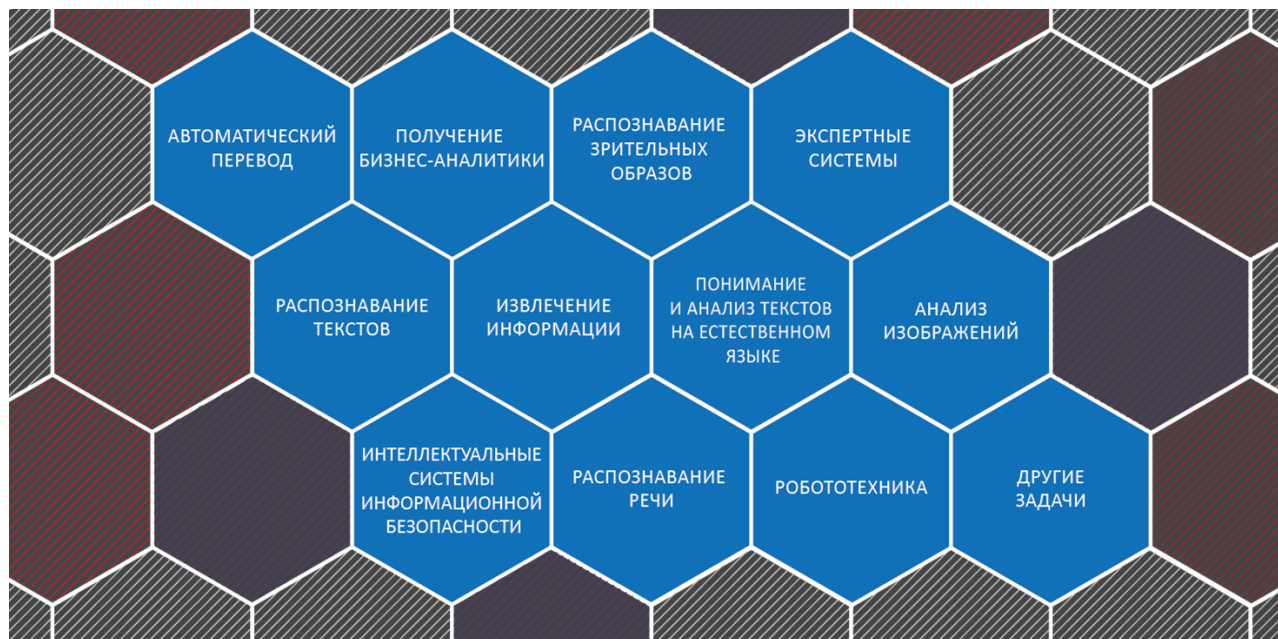 АВТОМАТИЧЕСКИЙ
ПЕРЕВОД
ПОЛУЧЕНИЕ
БИЗНЕС-АНАЛИТИКИ
РАСПОЗНАВАНИЕ
ЗРИТЕЛЬНЫХ
ОБРАЗОВ
ЭКСПЕРТНЫЕ
СИСТЕМЫ
РАСПОЗНАВАНИЕ
ТЕКСТОВ
ИЗВЛЕЧЕНИЕ
ИНФОРМАЦИИ
ПОНИМАНИЕ
И АНАЛИЗ ТЕКСТОВ
НА ЕСТЕСТВЕННОМ
ЯЗЫКЕ
АНАЛИЗ
ИЗОБРАЖЕНИЙ
ИНТЕЛЛЕКТУАЛЬНЫЕ
СИСТЕМЫ
ИНФОРМАЦИОННОЙ
БЕЗОПАСНОСТИ
РАСПОЗНАВАНИЕ
РЕЧИ
РОБОТОТЕХНИКА
ДРУГИЕ
ЗАДАЧИ